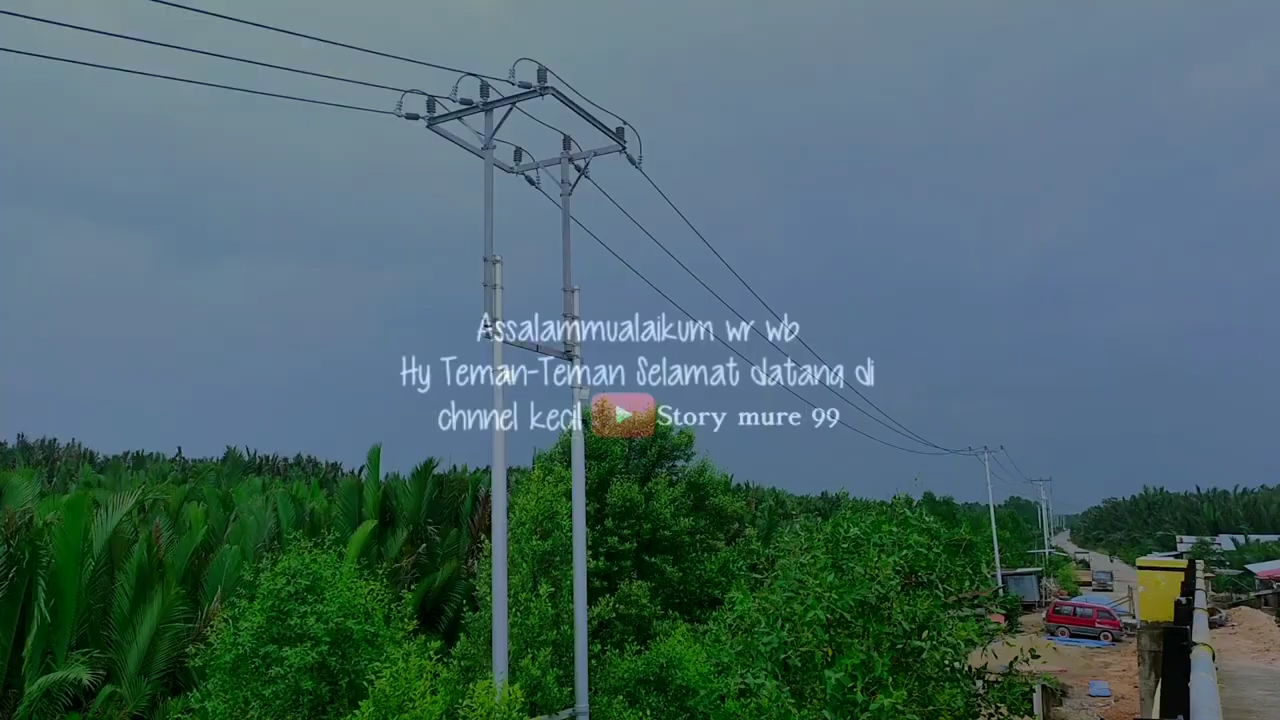 Assalammualaikum wr wb
Hy Teman-Teman Selamat datang di
chnnel kecil Story mure 99